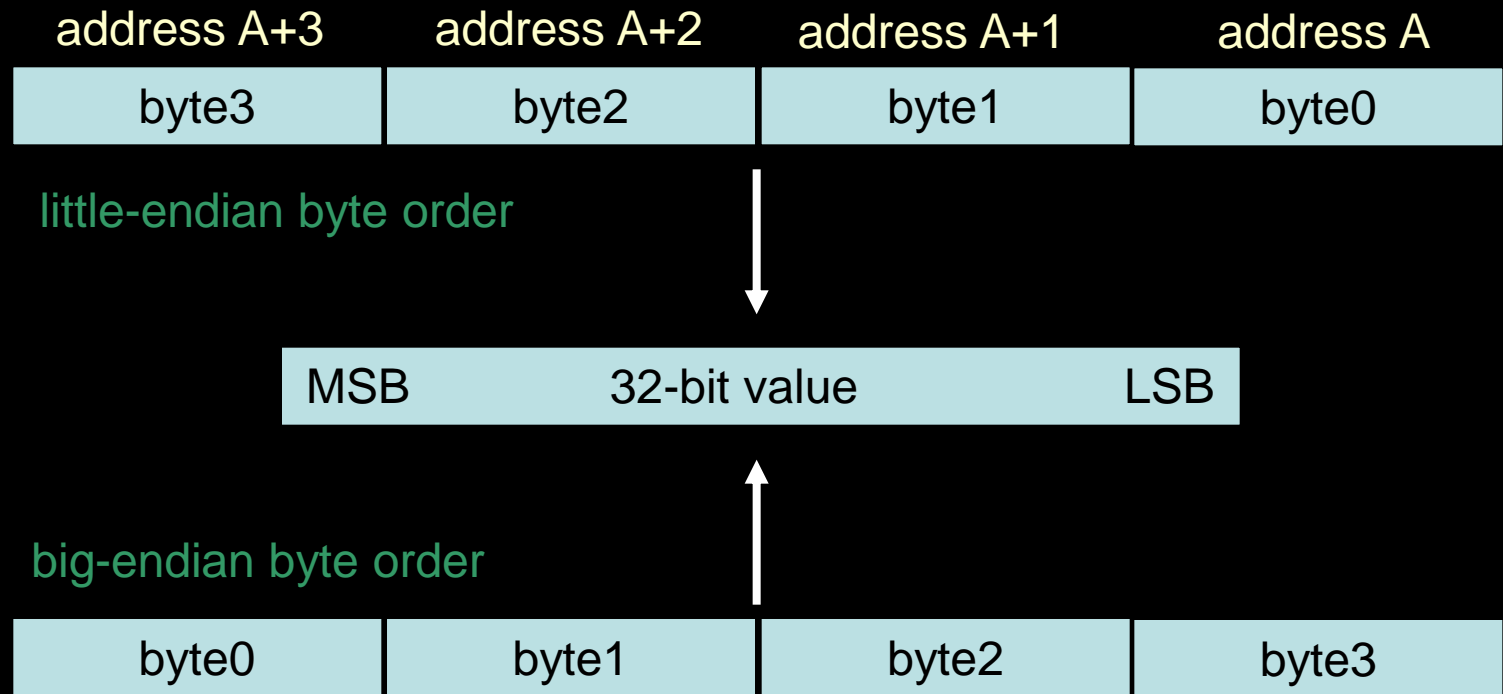 address A+3 address A+2 address A+1 address A
byte3 byte2 byte1 byte0
little-endian byte order
MSB 32-bit value LSB
big-endian byte order
byte0 byte1 byte2 byte3